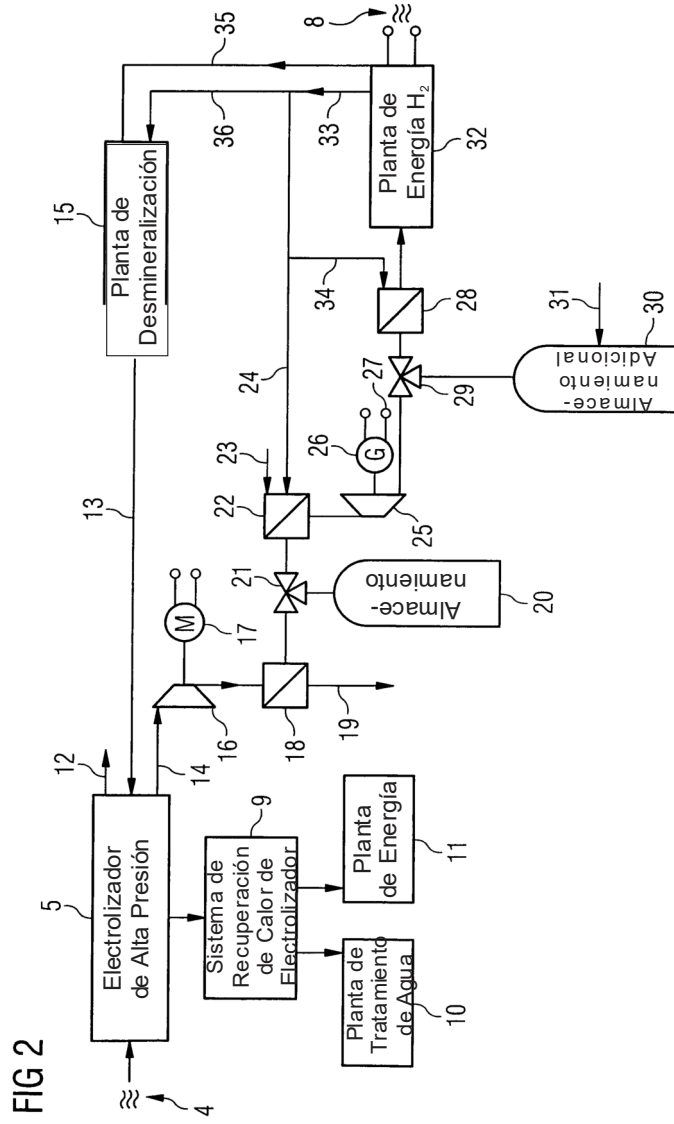 FIG 2
4
5
Electrolizador
de Alta Presión
12
14
13
15
Planta de
Desmineralización
9
Sistema de
Recuperación
de Calor de
Electrolizador
Planta de
Tratamiento
de Agua
10
Planta
de Energía
11
16
M
17
18
19
20
Almace-
namiento
21
22
23
24
25
G
26
27
28
29
30
Almace-
namiento
Adicional
31
Planta de
Energía H₂
32
33
34
35
36
8